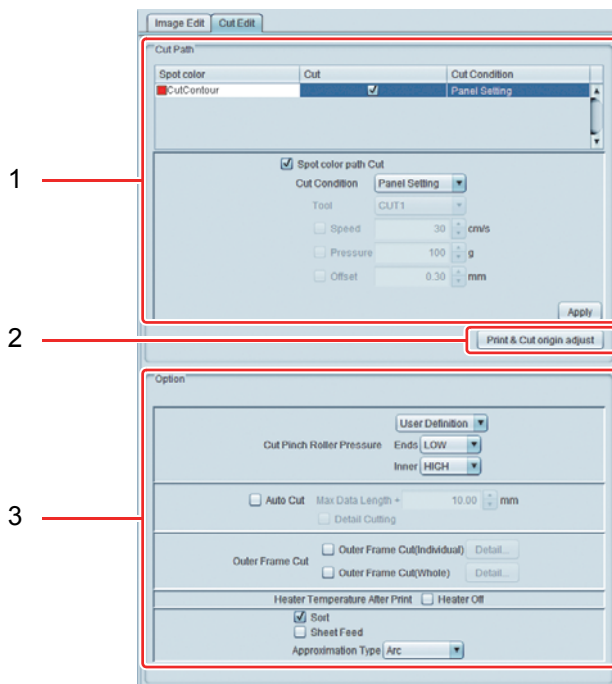 Image Edit Cut Edit
Cut Path
Spot color Cut Cut Condition
CutContour Panel Setting
1
Spot color path Cut
Cut Condition Panel Setting
Tool CUT1
Speed 30 cm/s
Pressure 100 g
Offset 0.30 mm
Apply
2
Print & Cut origin adjust
Option
User Definition
Cut Pinch Roller Pressure Ends LOW
Inner HIGH
3
Auto Cut Max Data Length + 10.00 mm
Detail Cutting
Outer Frame Cut
Outer Frame Cut(Individual) Detail...
Outer Frame Cut(Whole) Detail...
Heater Temperature After Print Heater Off
Sort
Sheet Feed
Approximation Type Arc